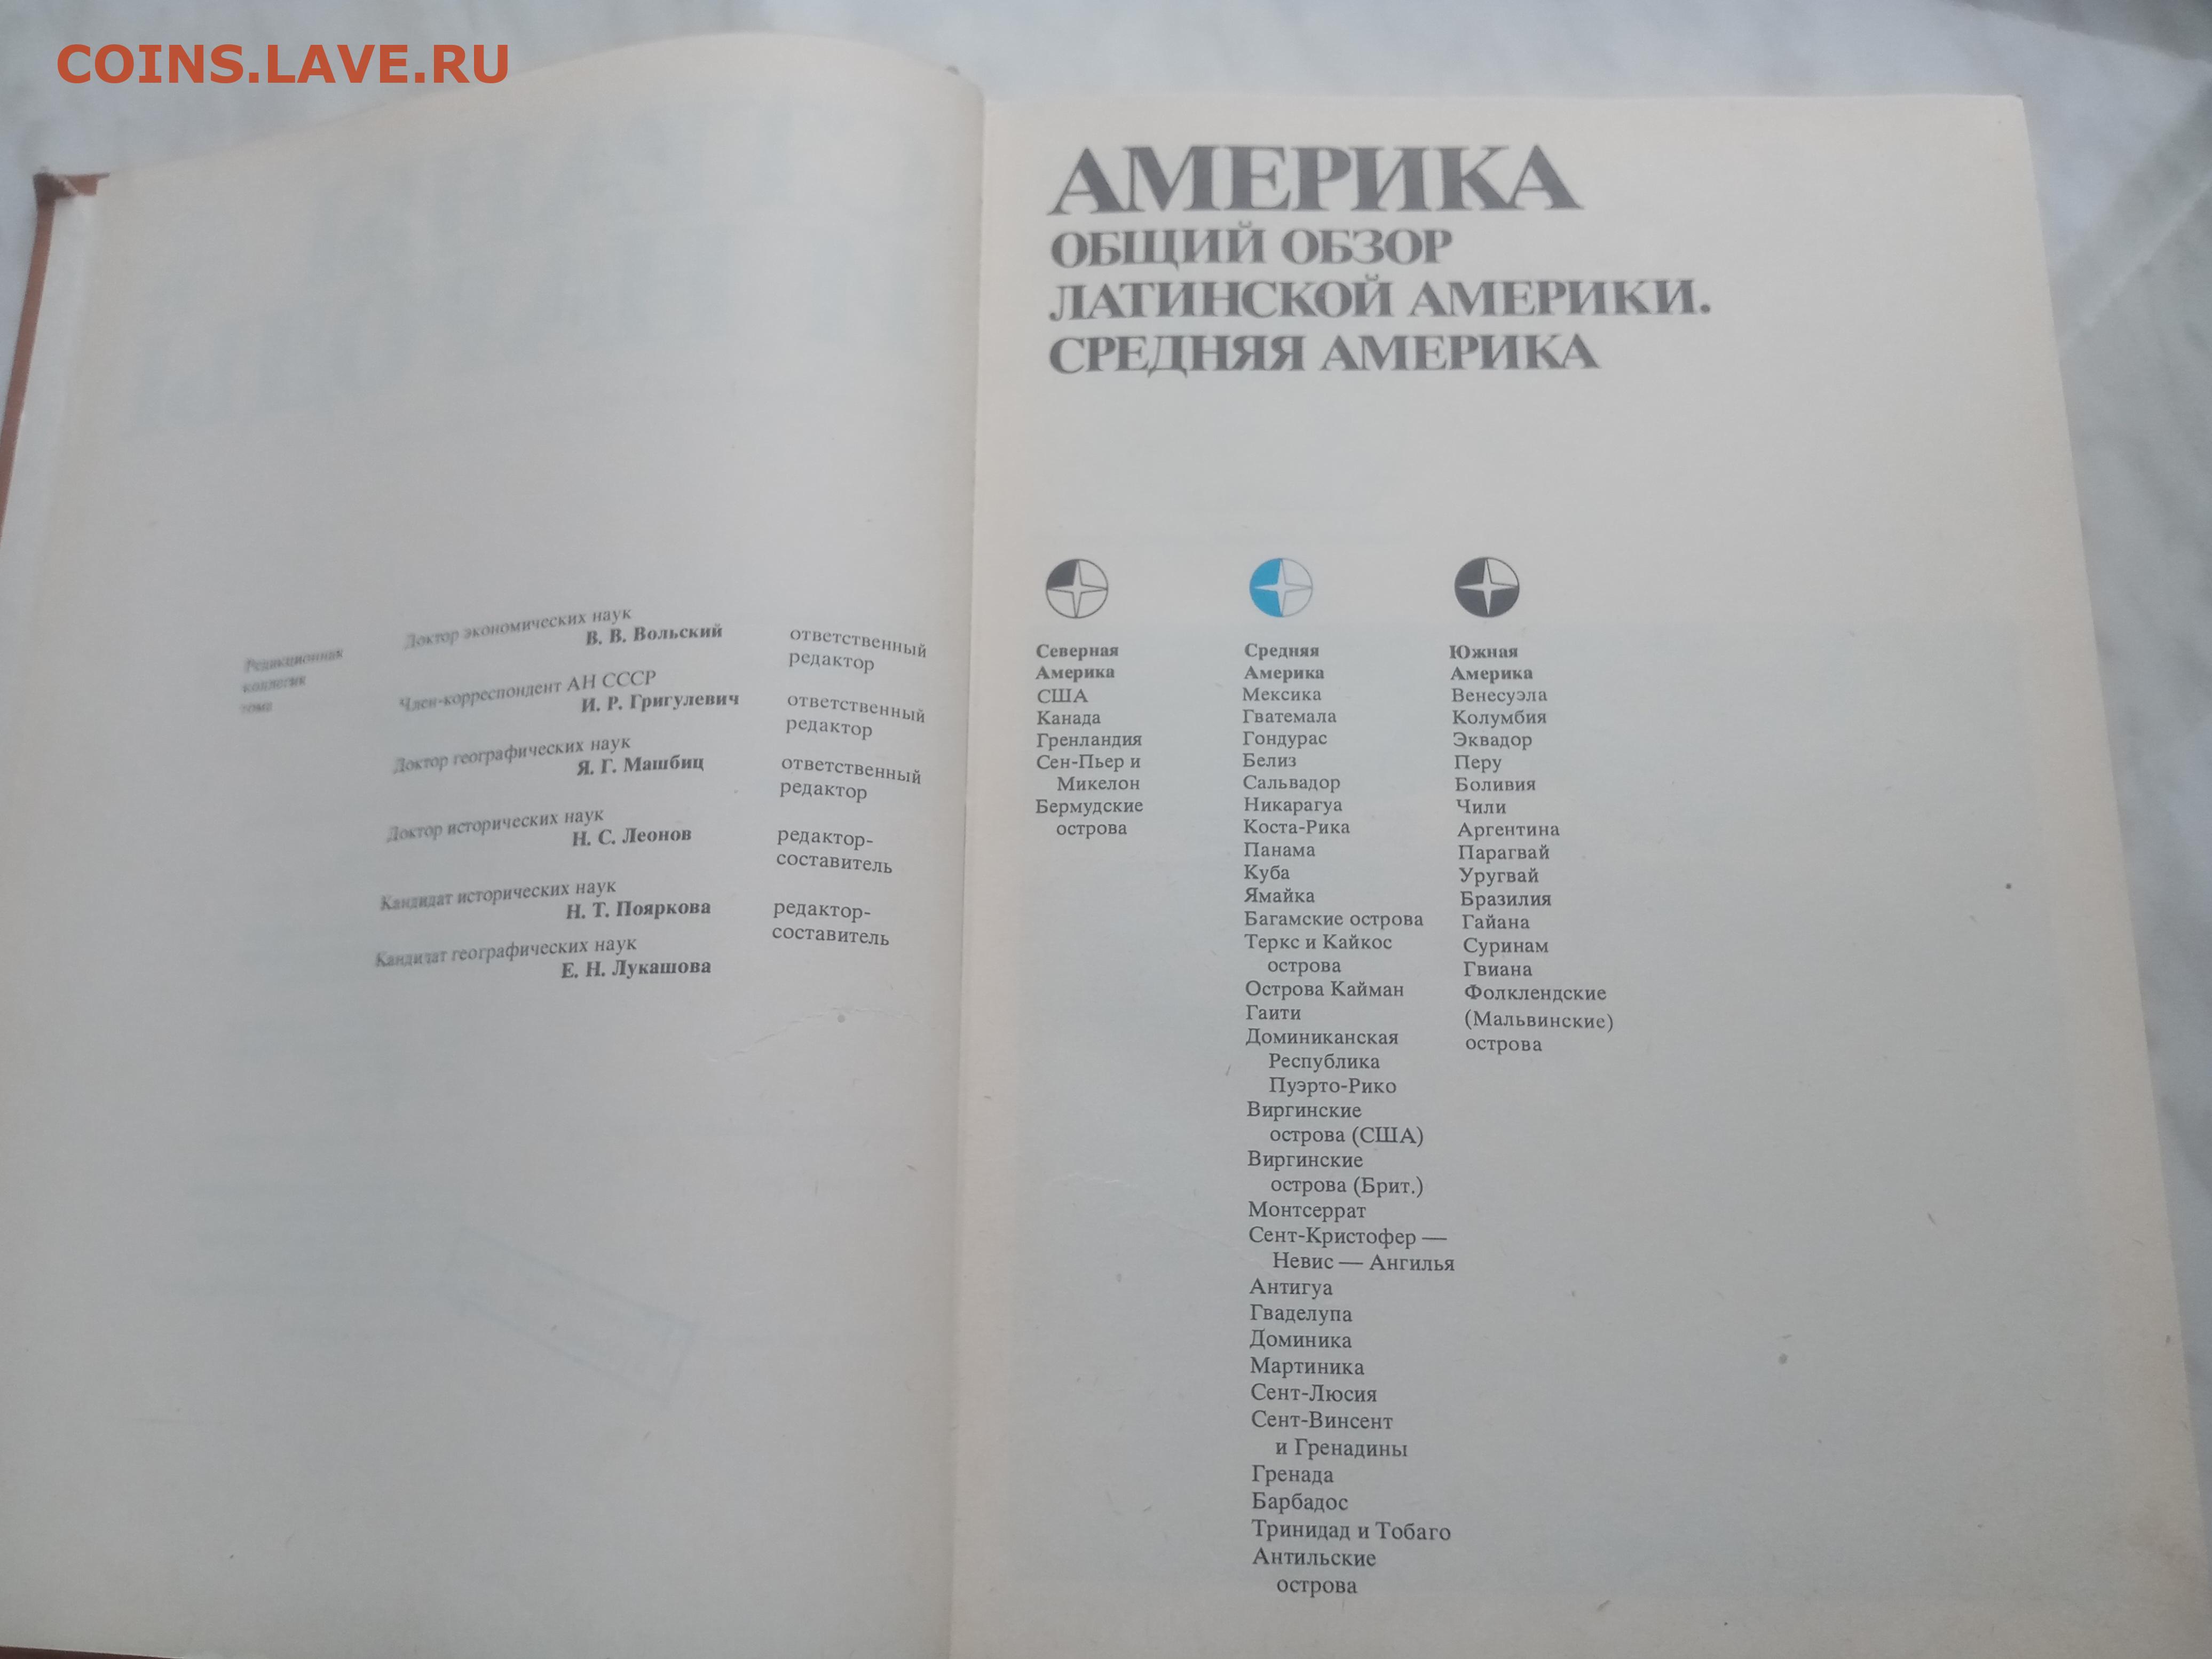 COINS.LAVE.RU
Редакционная
коллегия
тома
Доктор экономических наук
В. В. Вольский
ответственный
редактор
Член-корреспондент АН СССР
И. Р. Григулевич
ответственный
редактор
Доктор географических наук
Я. Г. Машбиц
ответственный
редактор
Доктор исторических наук
Н. С. Леонов
редактор-
составитель
Кандидат исторических наук
Н. Т. Пояркова
редактор-
составитель
Кандидат географических наук
Е. Н. Лукашова
АМЕРИКА
ОБЩИЙ ОБЗОР
ЛАТИНСКОЙ АМЕРИКИ.
СРЕДНЯЯ АМЕРИКА
Северная
Америка
США
Канада
Гренландия
Сен-Пьер и
Микелон
Бермудские
острова
Средняя
Америка
Мексика
Гватемала
Гондурас
Белиз
Сальвадор
Никарагуа
Коста-Рика
Панама
Куба
Ямайка
Багамские острова
Теркс и Кайкос
острова
Острова Кайман
Гаити
Доминиканская
Республика
Пуэрто-Рико
Виргинские
острова (США)
Виргинские
острова (Брит.)
Монтсеррат
Сент-Кристофер —
Невис — Ангилья
Антигуа
Гваделупа
Доминика
Мартиника
Сент-Люсия
Сент-Винсент
и Гренадины
Гренада
Барбадос
Тринидад и Тобаго
Антильские
острова
Южная
Америка
Венесуэла
Колумбия
Эквадор
Перу
Боливия
Чили
Аргентина
Парагвай
Уругвай
Бразилия
Гайана
Суринам
Гвиана
Фолклендские
(Мальвинские)
острова